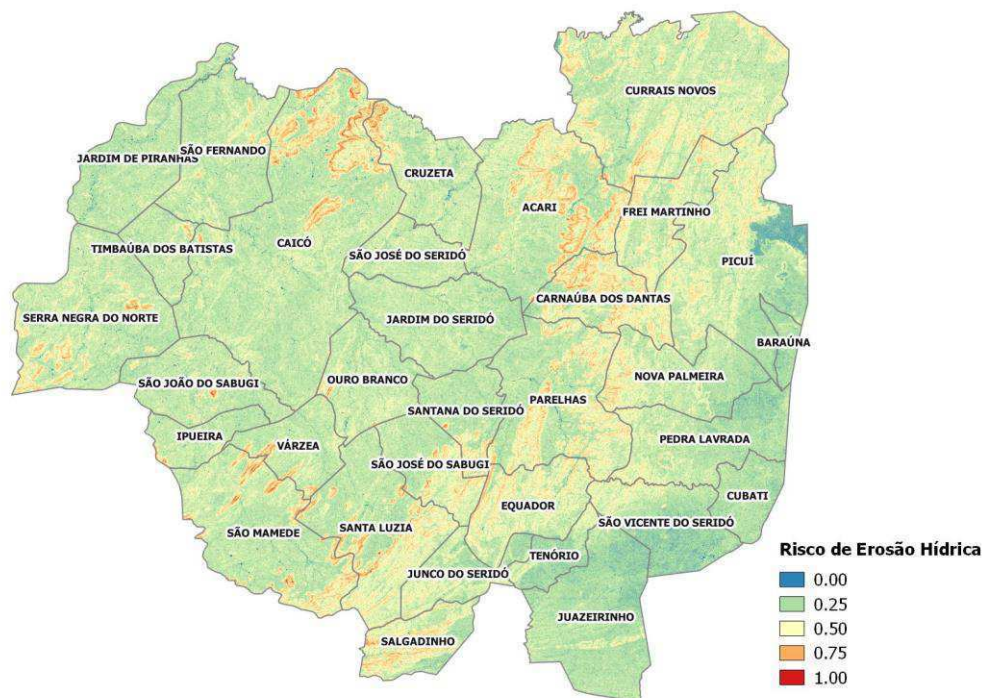 CURRAIS NOVOS
SÃO FERNANDO
JARDIM DE PIRANHAS
CRUZETA
ACARI
FREI MARTINHO
CAICÓ
TIMBAÚBA DOS BATISTAS
SÃO JOSÉ DO SERIDÓ
PICUÍ
CARNAÚBA DOS DANTAS
SERRA NEGRA DO NORTE
JARDIM DO SERIDÓ
BARAÚNA
NOVA PALMEIRA
OURO BRANCO
SÃO JOÃO DO SABUGI
PARELHAS
SANTANA DO SERIDÓ
IPUEIRA
VÁRZEA
PEDRA LAVRADA
SÃO JOSÉ DO SABUGI
CUBATI
EQUADOR
SÃO VICENTE DO SERIDÓ
SANTA LUZIA
SÃO MAMEDE
TENÓRIO
JUNCO DO SERIDÓ
JUAZEIRINHO
SALGADINHO
Risco de Erosão Hídrica
0.00
0.25
0.50
0.75
1.00